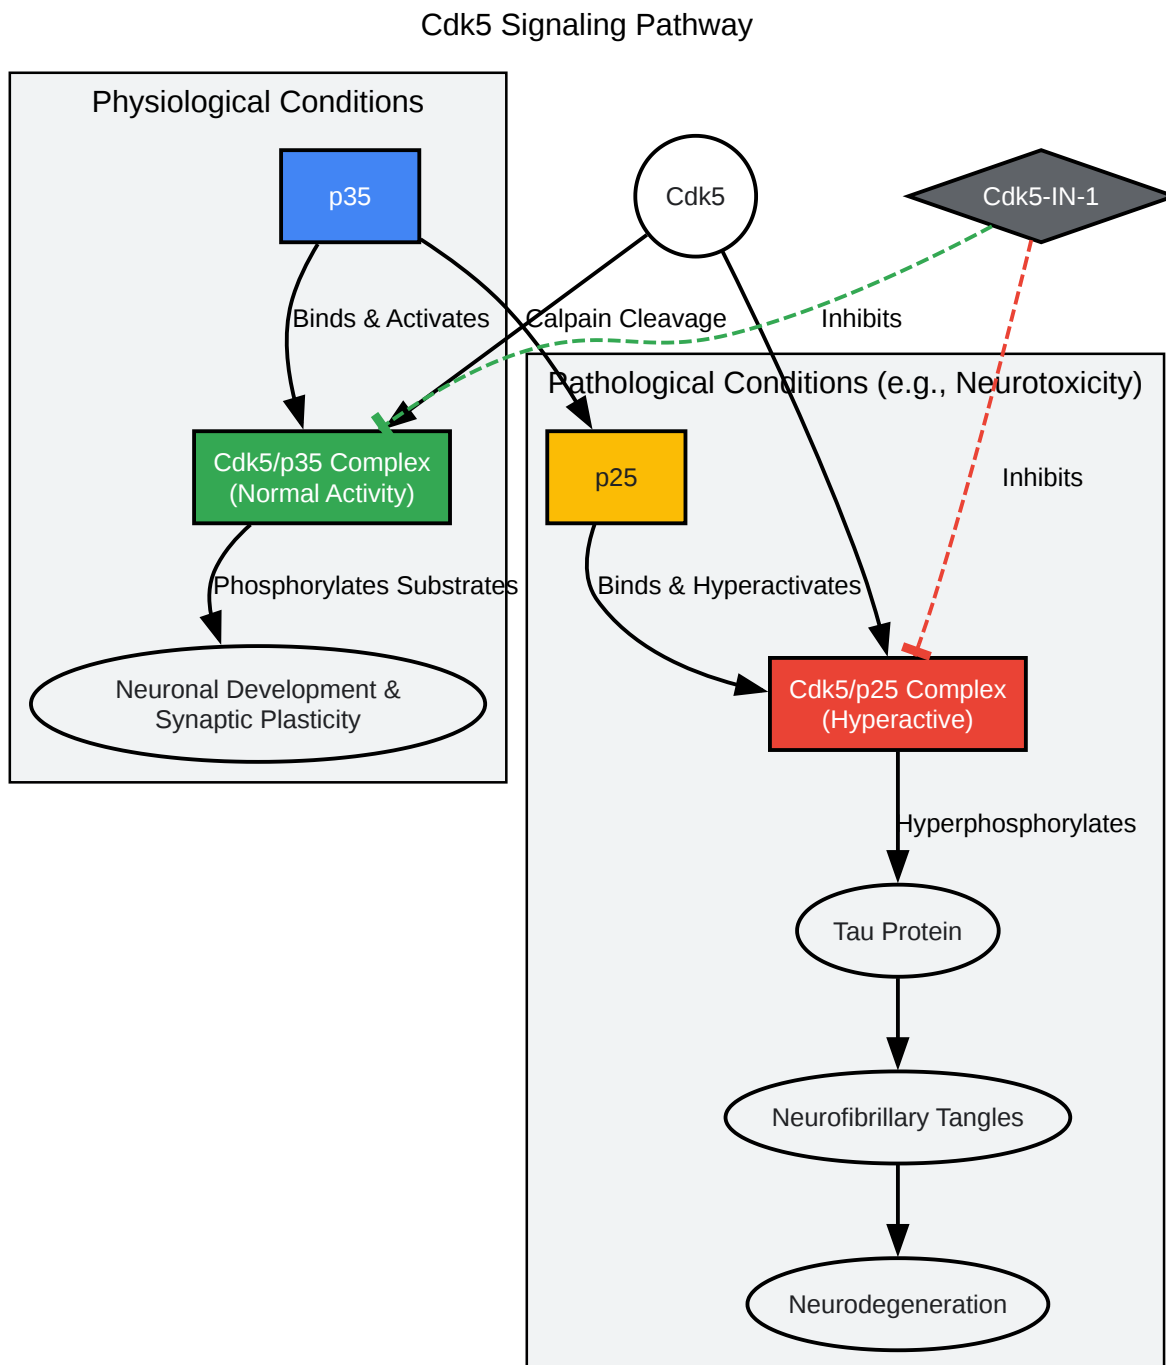 Cdk5 Signaling Pathway
Physiological Conditions
p35
Cdk5
Cdk5-IN-1
Binds & Activates
Calpain Cleavage
Inhibits
Pathological Conditions (e.g., Neurotoxicity)
Cdk5/p35 Complex
(Normal Activity)
p25
Inhibits
Phosphorylates Substrates
Binds & Hyperactivates
Neuronal Development &
Synaptic Plasticity
Cdk5/p25 Complex
(Hyperactive)
Hyperphosphorylates
Tau Protein
Neurofibrillary Tangles
Neurodegeneration